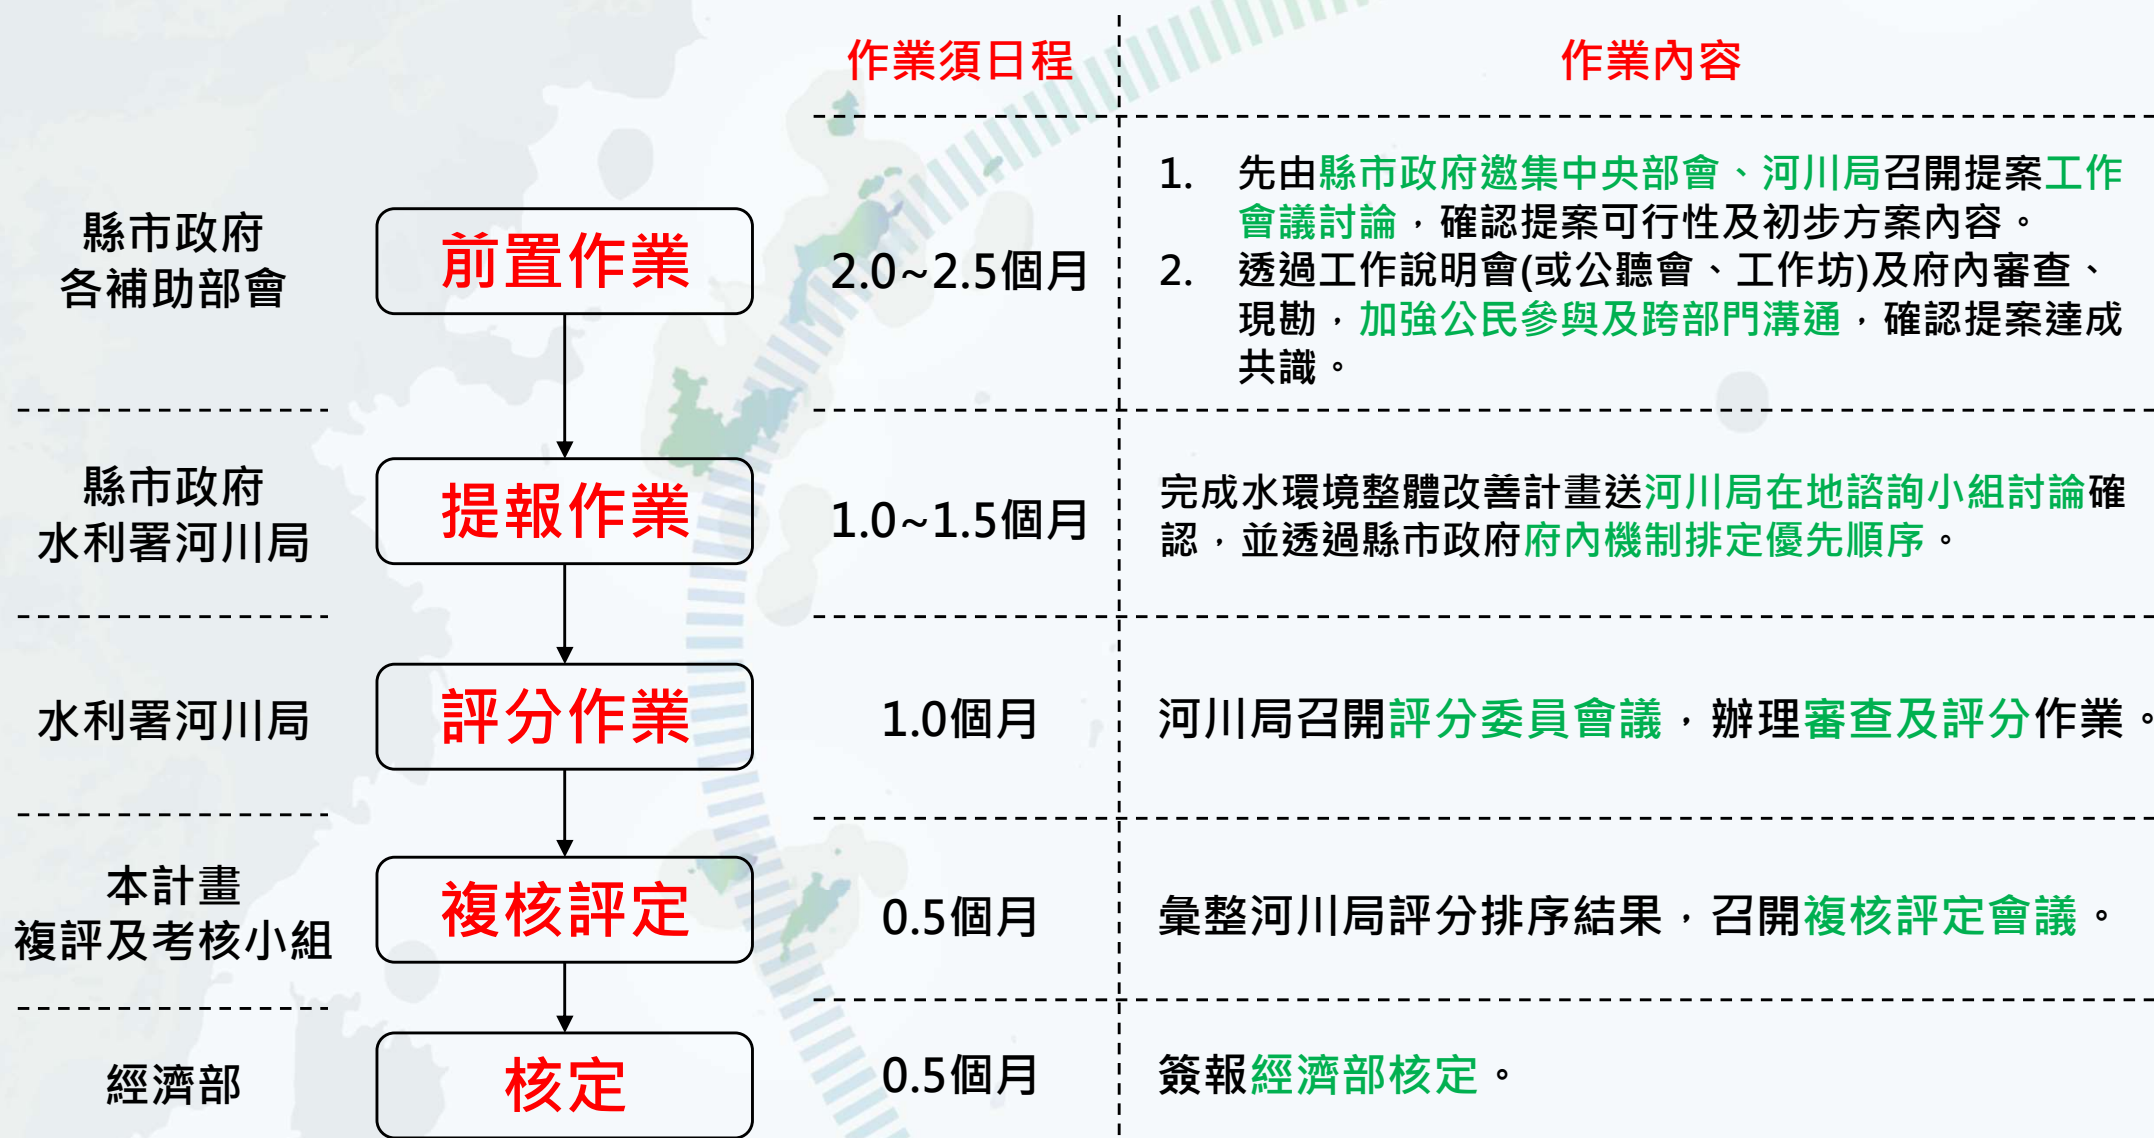 作業須日程
作業內容
縣市政府
各補助部會
前置作業
2.0~2.5個月
1. 先由縣市政府邀集中央部會、河川局召開提案工作
會議討論，確認提案可行性及初步方案內容。
2. 透過工作說明會(或公聽會、工作坊)及府內審查、
現勘，加強公民參與及跨部門溝通，確認提案達成
共識。
縣市政府
水利署河川局
提報作業
1.0~1.5個月
完成水環境整體改善計畫送河川局在地諮詢小組討論確
認，並透過縣市政府府內機制排定優先順序。
水利署河川局
評分作業
1.0個月
河川局召開評分委員會議，辦理審查及評分作業。
本計畫
複評及考核小組
複核評定
0.5個月
彙整河川局評分排序結果，召開複核評定會議。
經濟部
核定
0.5個月
簽報經濟部核定。